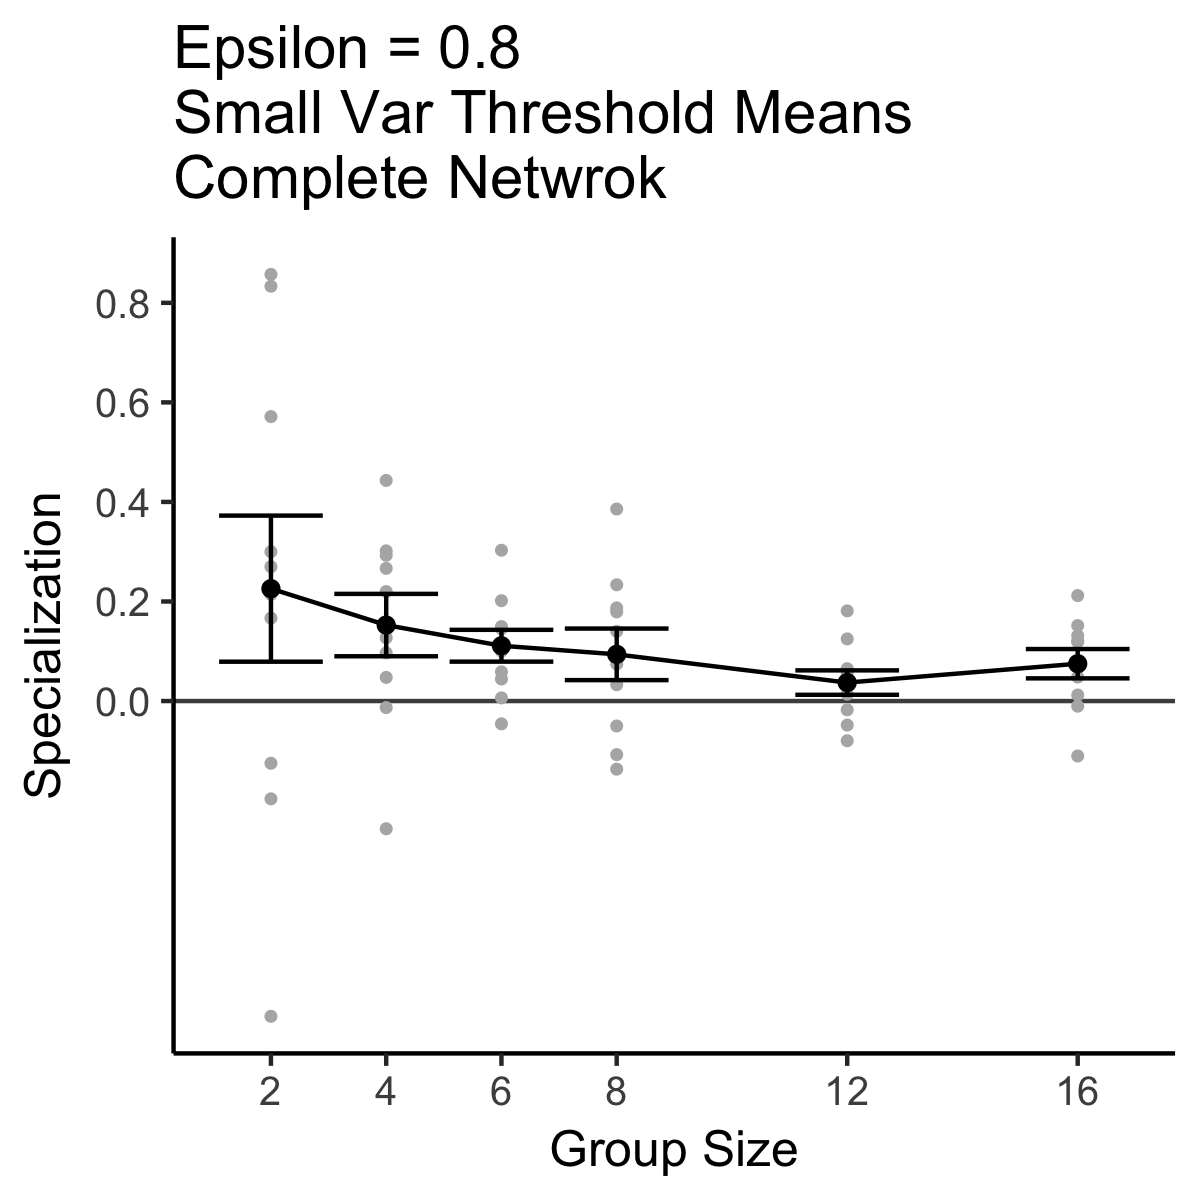 Epsilon = 0.8
Small Var Threshold Means
Complete Netwrok
Specialization
0.8
0.6
0.4
0.2
0.0
2 4 6 8 12 16
Group Size